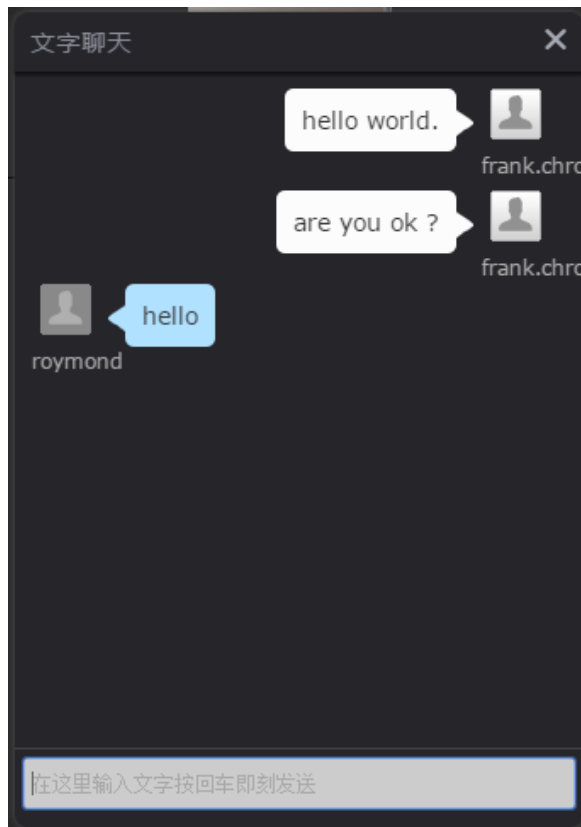 文字聊天
hello world.
frank.chro
are you ok ?
frank.chro
hello
roymond
在这里输入文字按回车即刻发送